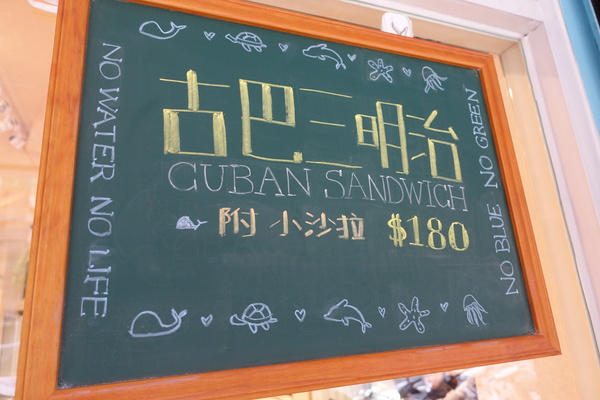 NO WATER NO LIFE
古巴三明治
CUBAN SANDWICH
附 小沙拉 $180
NO BLUE NO GREEN